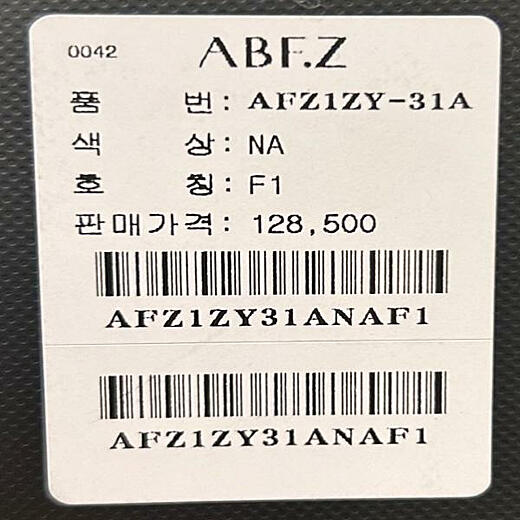 0042 ABF.Z
품 번: AFZ1ZY-31A
색 상: NA
호 칭: F1
판매가격: 128,500
AFZ1ZY31ANAF1
AFZ1ZY31ANAF1